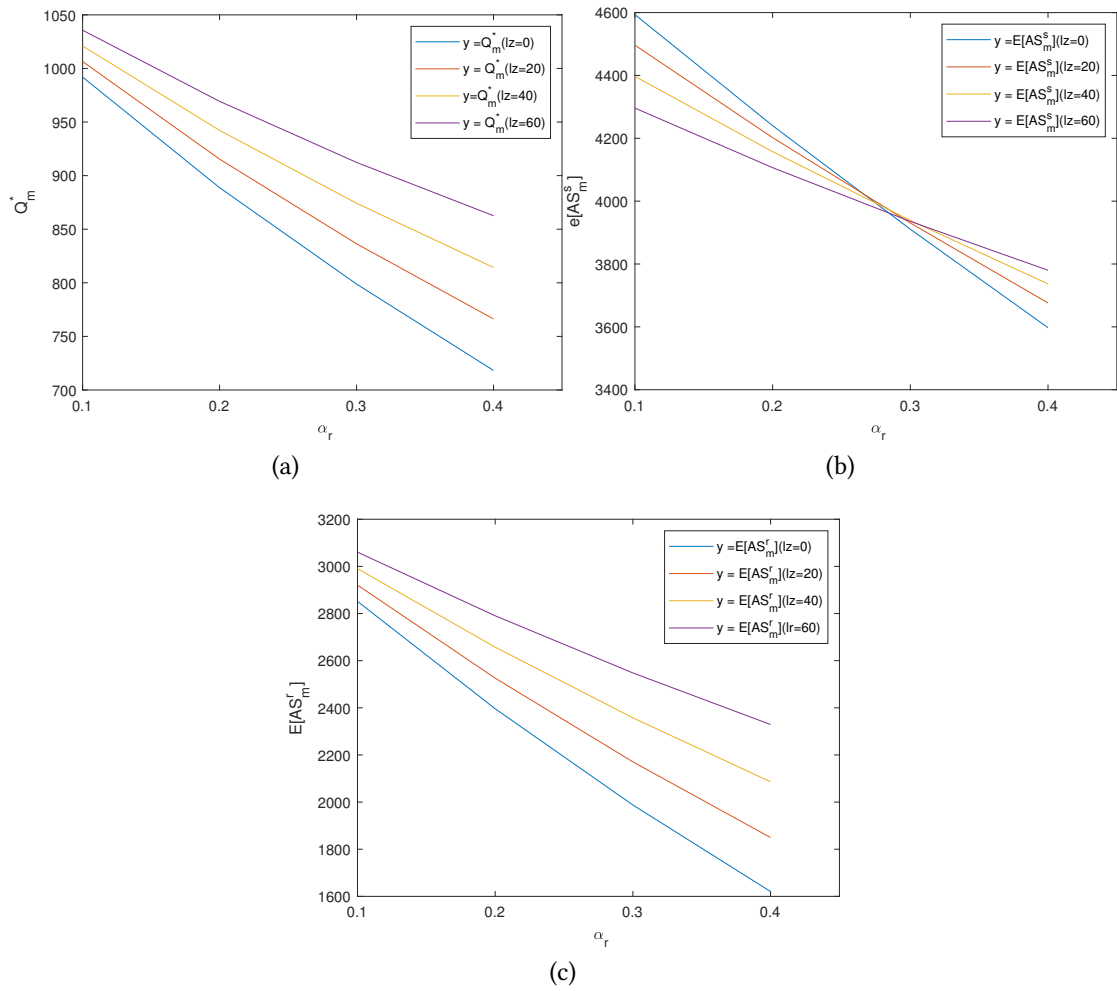 1050
1000
950
900
850
800
750
700
0.1 0.2 0.3 0.4
Q*m
αr
y =Q*m(lz=0)
y = Q*m(lz=20)
y=Q*m(lz=40)
y = Q*m(lz=60)
(a)
4600
4400
4200
4000
3800
3600
3400
0.1 0.2 0.3 0.4
e[ASsm]
αr
y =E[ASsm](lz=0)
y = E[ASsm](lz=20)
y = E[ASsm](lz=40)
y = E[ASsm](lz=60)
(b)
3200
3000
2800
2600
2400
2200
2000
1800
1600
0.1 0.2 0.3 0.4
E[ASrm]
αr
y =E[ASrm](lz=0)
y = E[ASrm](lz=20)
y = E[ASrm](lz=40)
y = E[ASrm](lr=60)
(c)